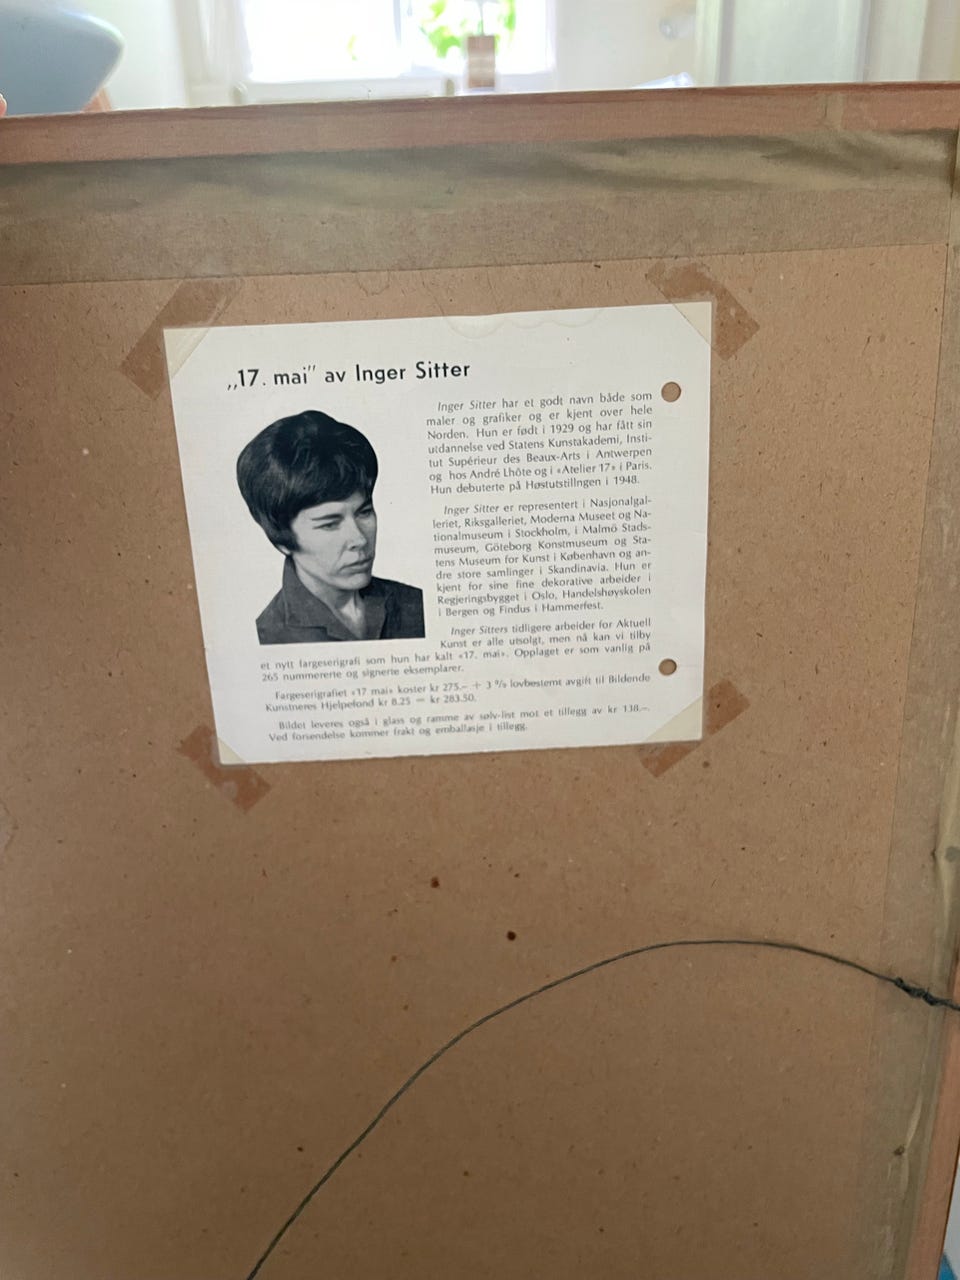 „17. mai" av Inger Sitter
Inger Sitter har et godt navn både som
maler og grafiker og er kjent over hele
Norden. Hun er født i 1929 og har fått sin
utdannelse ved Statens Kunstakademi, Insti-
tut Supérieur des Beaux-Arts i Antwerpen
og hos André Lhôte og i «Atelier 17» i Paris.
Hun debuterte på Høstutstillngen i 1948.
Inger Sitter er representert i Nasjonalgal-
leriet, Riksgalleriet, Moderna Museet og Na-
tionalmuseum i Stockholm, i Malmö Stads-
museum, Göteborg Konstmuseum og Sta-
tens Museum for Kunst i København og an-
dre store samlinger i Skandinavia. Hun er
kjent for sine fine dekorative arbeider i
Regjeringsbygget i Oslo, Handelshøyskolen
i Bergen og Findus i Hammerfest.
Inger Sitters tidligere arbeider for Aktuell
Kunst er alle utsolgt, men nå kan vi tilby
et nytt fargeserigrafi som hun har kalt «17. mai». Opplaget er som vanlig på
265 nummererte og signerte eksemplarer.
Fargeserigrafiet «17 mai» koster kr 275.– + 3 % lovbestemt avgift til Bildende
Kunstneres Hjelpefond kr 8.25 = kr 283.50.
Bildet leveres også i glass og ramme av sølv-list mot et tillegg av kr 138.–.
Ved forsendelse kommer frakt og emballasje i tillegg.